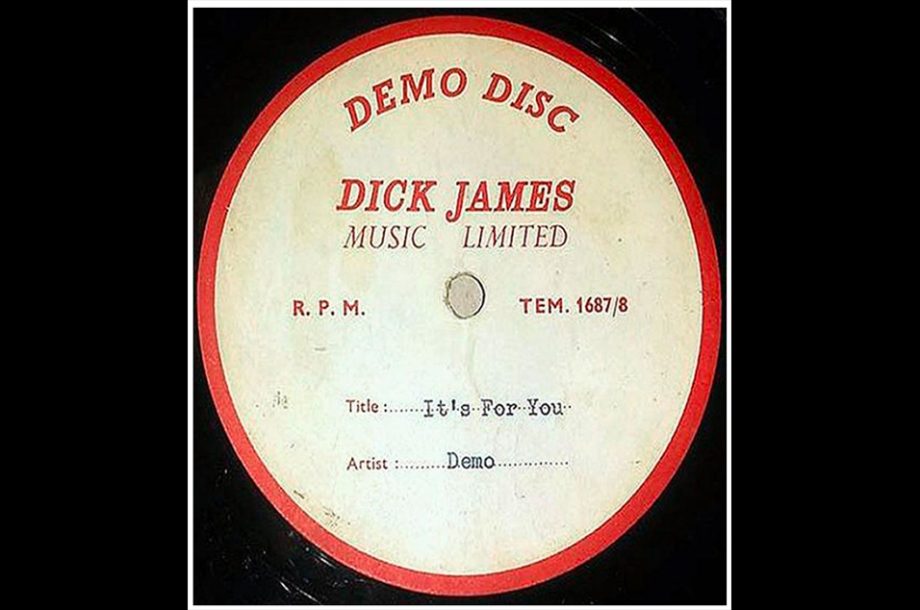 DEMO DISC
DICK JAMES
MUSIC LIMITED
R. P. M. TEM. 1687/8
Title :......It's For You..
Artist :.........Demo..............